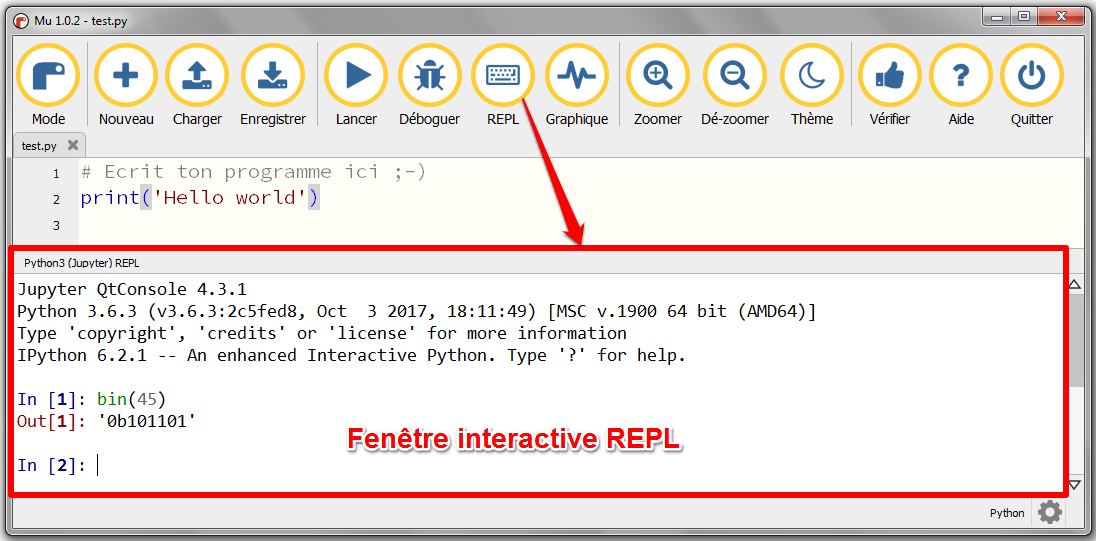 Mu 1.0.2 - test.py
Mode Nouveau Charger Enregistrer Lancer Déboguer REPL Graphique Zoomer Dé-zoomer Thème Vérifier Aide Quitter
test.py
1 # Ecrit ton programme ici ;-)
2 print('Hello world')
3
Python3 (Jupyter) REPL
Jupyter QtConsole 4.3.1
Python 3.6.3 (v3.6.3:2c5fed8, Oct  3 2017, 18:11:49) [MSC v.1900 64 bit (AMD64)]
Type 'copyright', 'credits' or 'license' for more information
IPython 6.2.1 -- An enhanced Interactive Python. Type '?' for help.
In [1]: bin(45)
Out[1]: '0b101101'
Fenêtre interactive REPL
In [2]:
Python